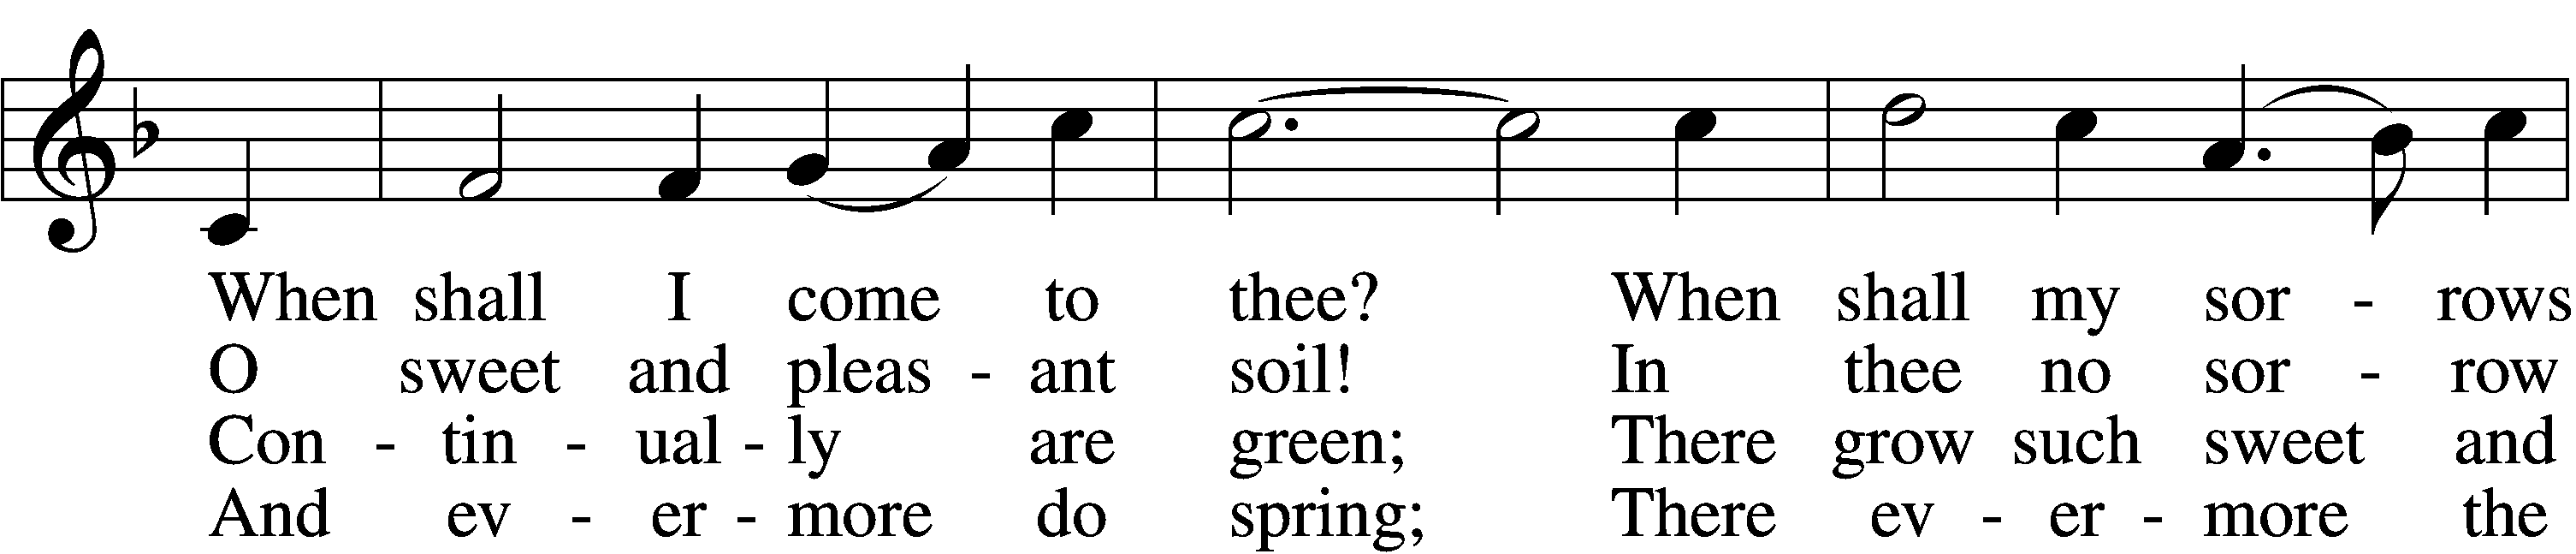 When shall I come to thee? When shall my sor - rows
O sweet and pleas - ant soil! In thee no sor - row
Con - tin - ual - ly are green; There grow such sweet and
And ev - er - more do spring; There ev - er - more the